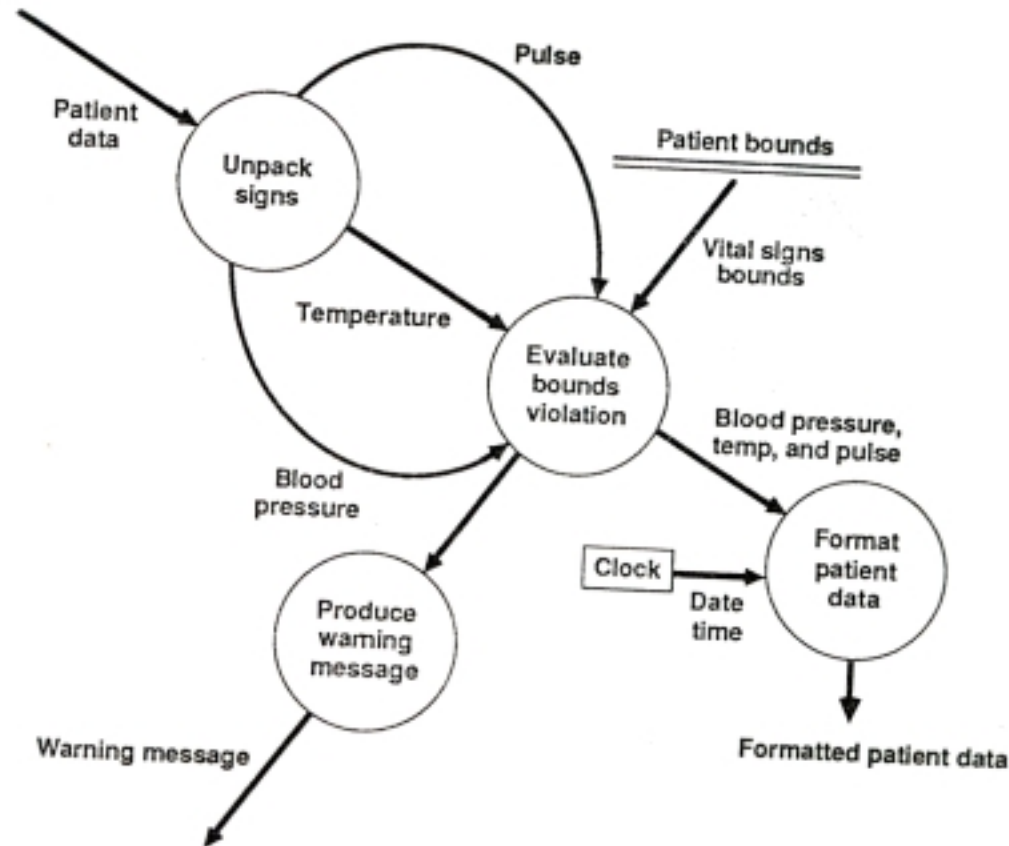 Pulse
Patient
data
Unpack
signs
Patient bounds
Vital signs
bounds
Temperature
Evaluate
bounds
violation
Blood pressure,
temp, and pulse
Blood
pressure
Format
patient
data
Clock
Date
time
Produce
warning
message
Warning message
Formatted patient data